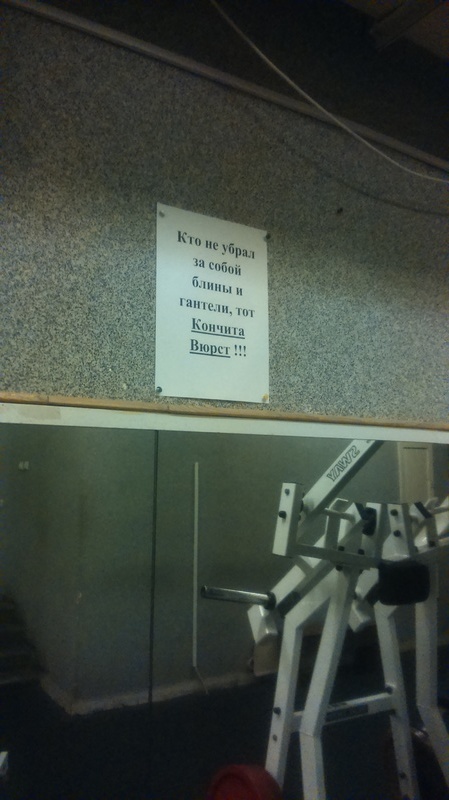 Кто не убрал
за собой
блины и
гантели, тот
Кончита
Вюрст !!!